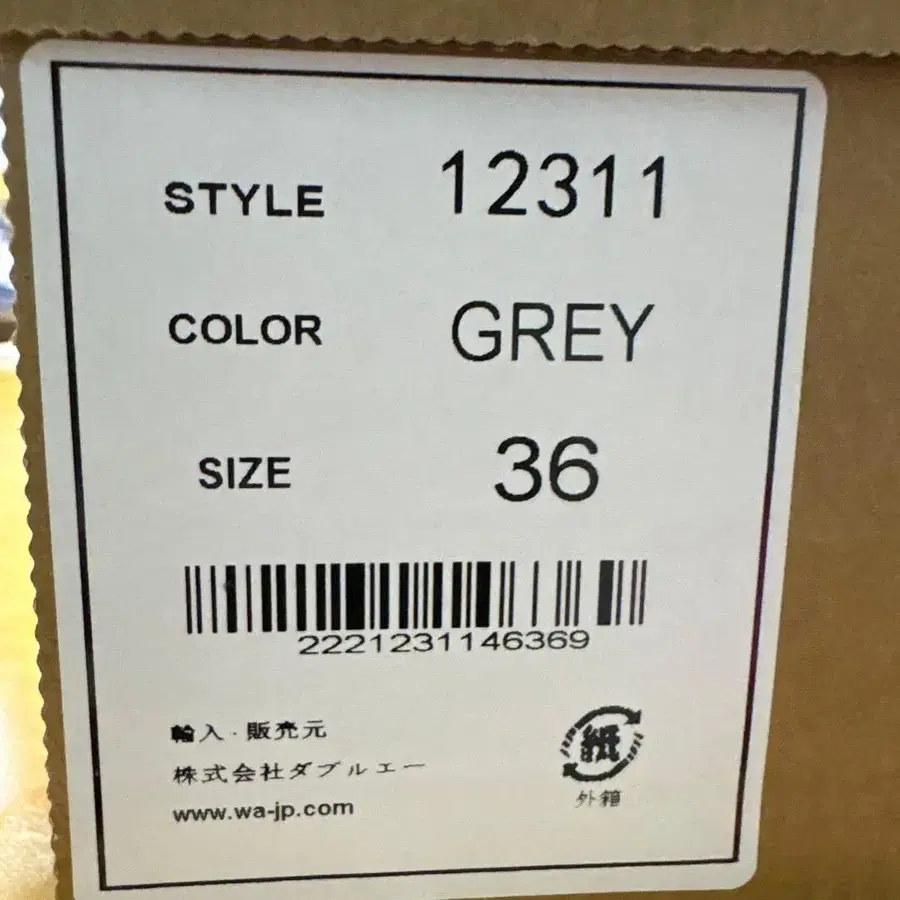 STYLE 12311
COLOR GREY
SIZE 36
2221231146369
輸入・販売元
株式会社ダブルエー
www.wa-jp.com
紙
外箱